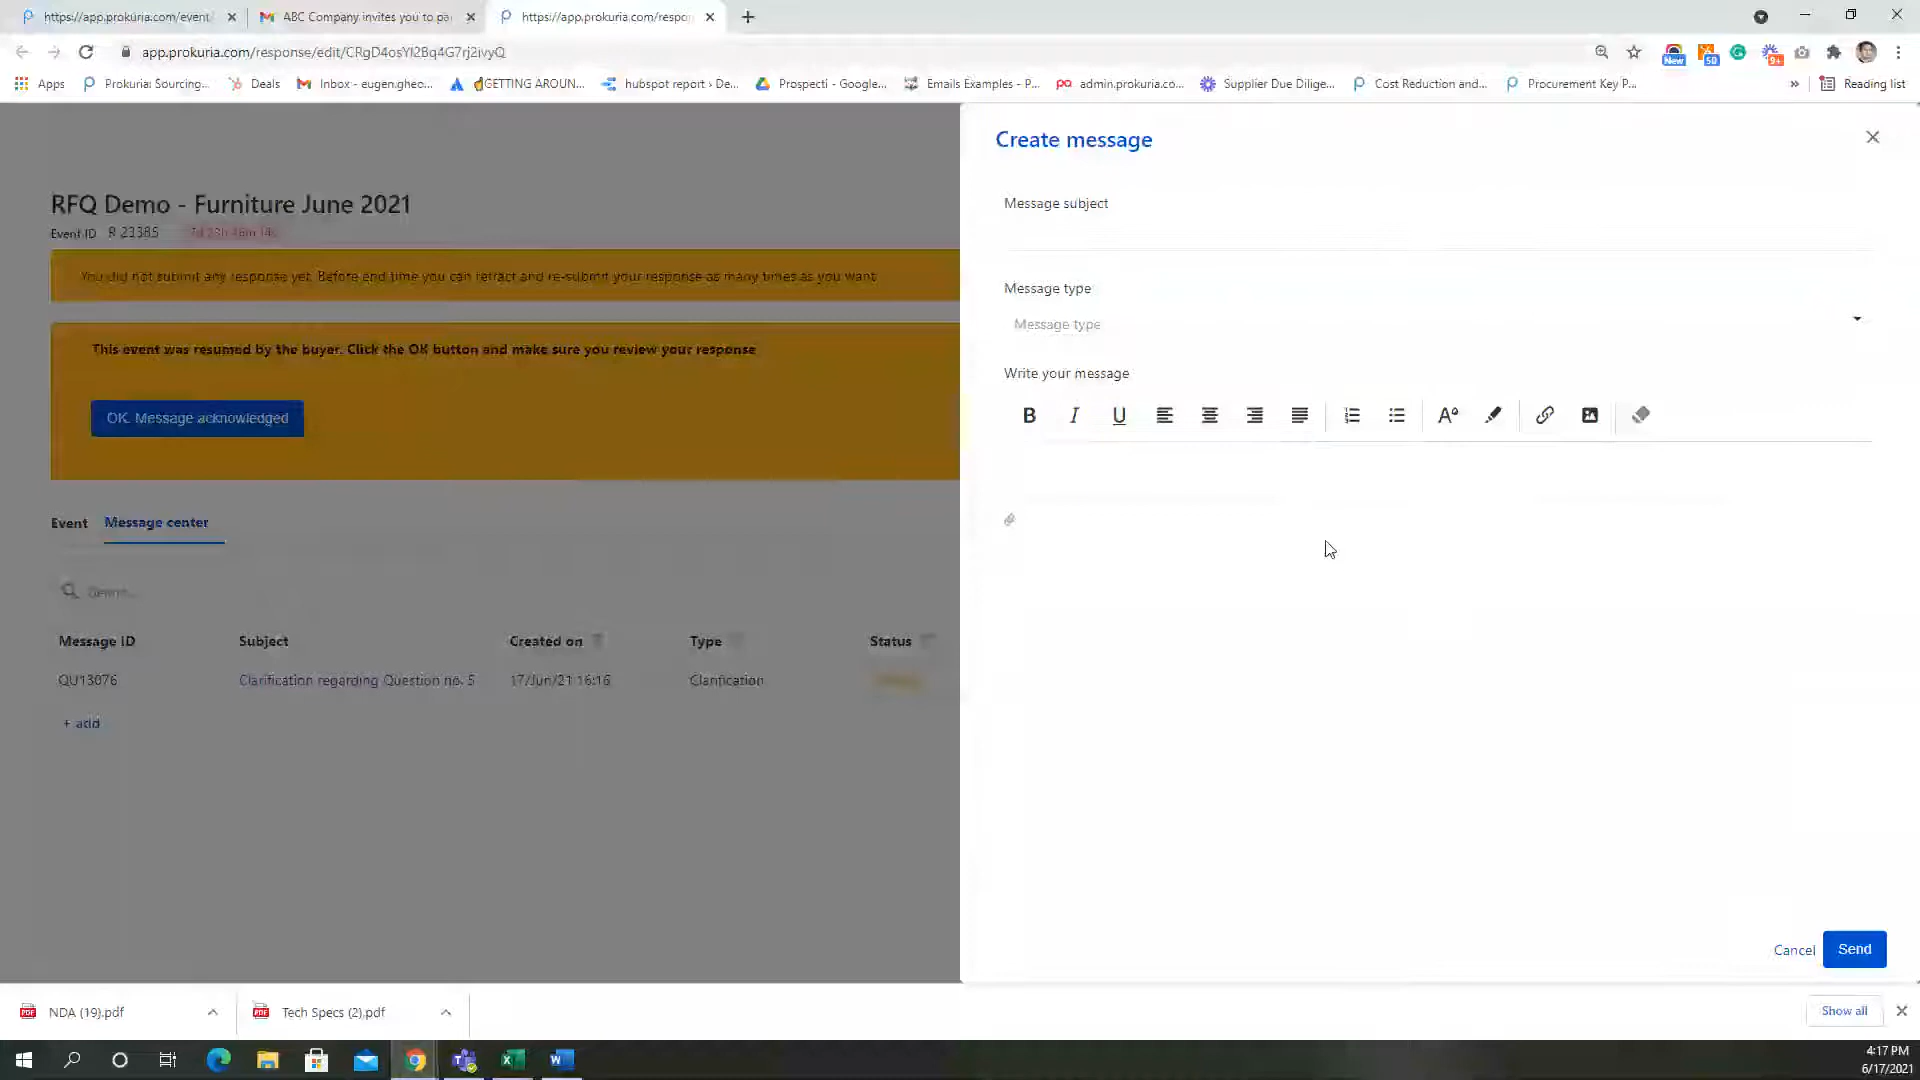 https://app.prokuria.com/event/
ABC Company invites you to pa
https://app.prokuria.com/respo
app.prokuria.com/response/edit/CRgD4osYl2Bq4G7rj2ivyQ
New
50
9+
Apps
Prokuria: Sourcing...
Deals
Inbox - eugen.gheo...
GETTING AROUN...
hubspot report › De...
Prospecti - Google...
Emails Examples - P...
admin.prokuria.co...
Supplier Due Dilige...
Cost Reduction and...
Procurement Key P...
»
Reading list
RFQ Demo - Furniture June 2021
Event ID R 23385
You did not submit any response yet. Before end time you can retract and re-submit your response as many times as you want
This event was resumed by the buyer. Click the OK button and make sure you review your response
OK. Message acknowledged
Event Message center
Search...
Message ID Subject Created on Type Status
QU13076 Clarification regarding Question no. 5 17/Jun/21 16:16 Clarification
+ add
Create message
Message subject
Message type
Message type
Write your message
B I U
Cancel Send
NDA (19).pdf
Tech Specs (2).pdf
Show all
4:17 PM
6/17/2021